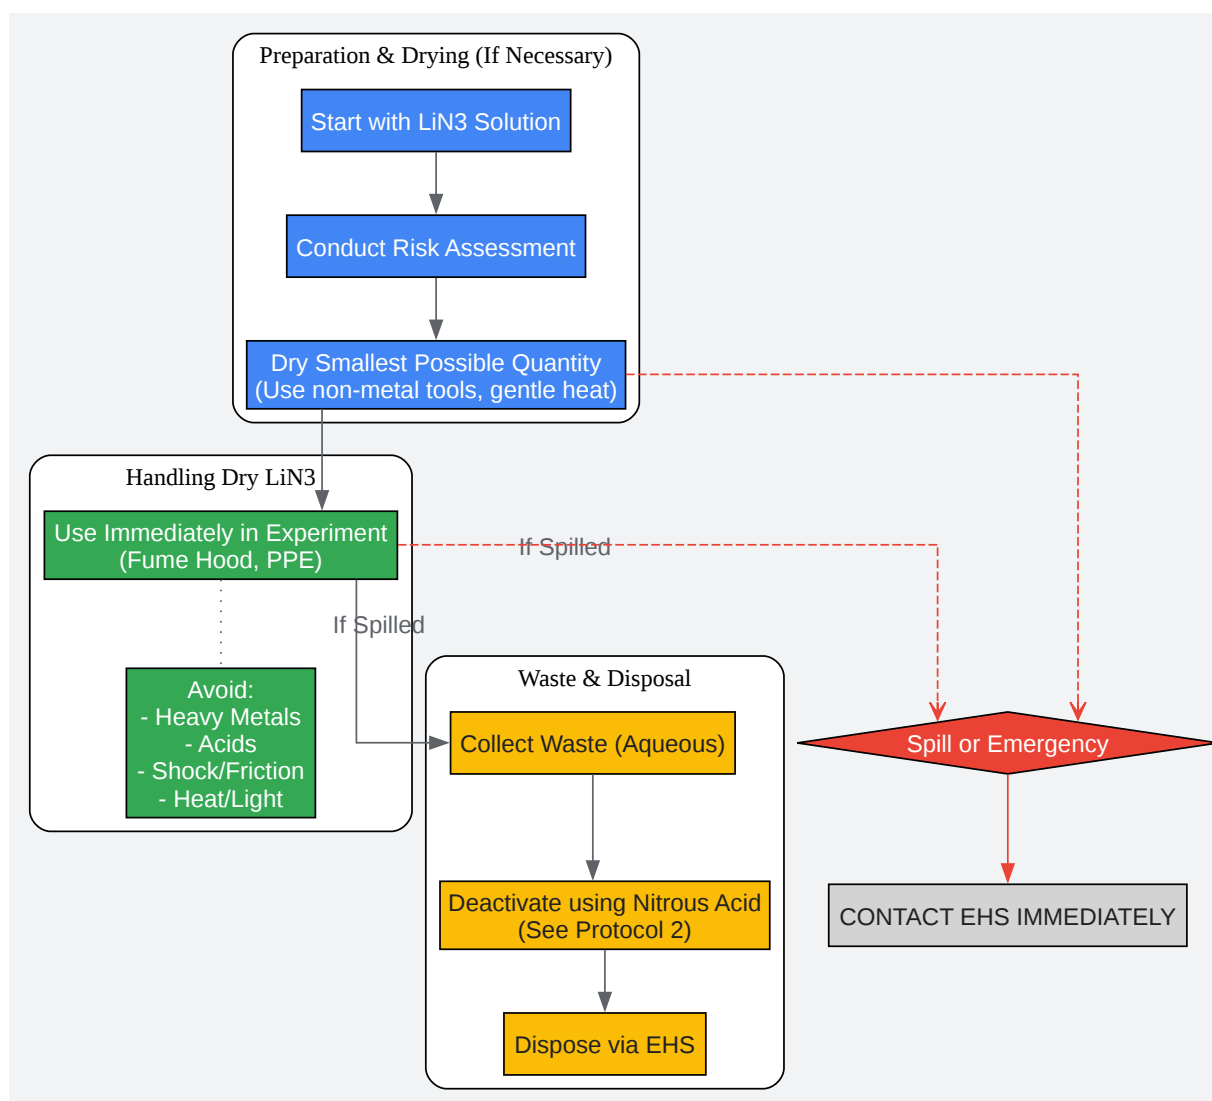 Preparation & Drying (If Necessary)
Start with LiN3 Solution
Conduct Risk Assessment
Dry Smallest Possible Quantity
(Use non-metal tools, gentle heat)
Handling Dry LiN3
Use Immediately in Experiment
(Fume Hood, PPE)
If Spilled
If Spilled
Avoid:
- Heavy Metals
- Acids
- Shock/Friction
- Heat/Light
Waste & Disposal
Collect Waste (Aqueous)
Deactivate using Nitrous Acid
(See Protocol 2)
Dispose via EHS
Spill or Emergency
CONTACT EHS IMMEDIATELY